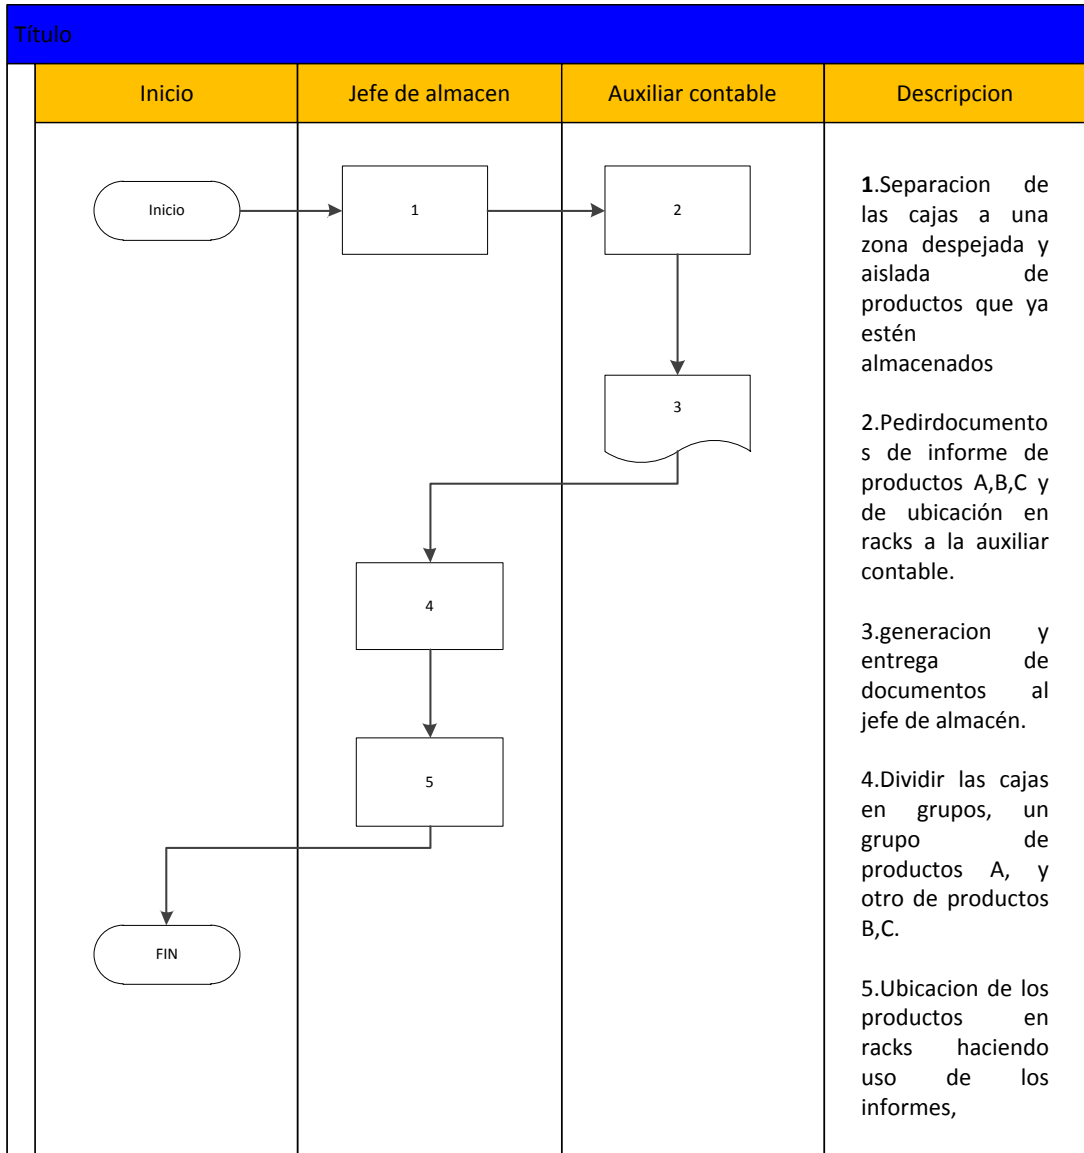 Título
Inicio
Jefe de almacen
Auxiliar contable
Descripcion
Inicio
1
2
3
4
5
FIN
1.Separacion de
las cajas a una
zona despejada y
aislada de
productos que ya
estén
almacenados
2.Pedirdocumento
s de informe de
productos A,B,C y
de ubicación en
racks a la auxiliar
contable.
3.generacion y
entrega de
documentos al
jefe de almacén.
4.Dividir las cajas
en grupos, un
grupo de
productos A, y
otro de productos
B,C.
5.Ubicacion de los
productos en
racks haciendo
uso de los
informes,